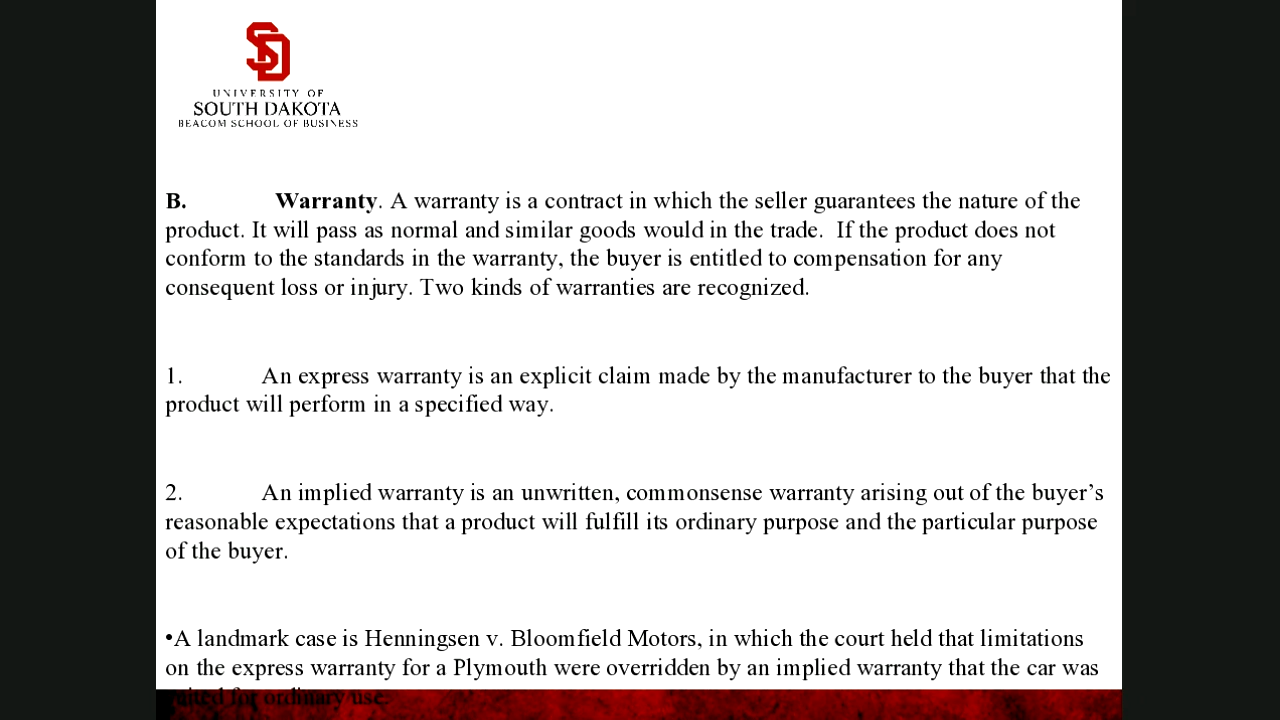 SD
UNIVERSITY OF
SOUTH DAKOTA
BEACOM SCHOOL OF BUSINESS
B. Warranty. A warranty is a contract in which the seller guarantees the nature of the
product. It will pass as normal and similar goods would in the trade. If the product does not
conform to the standards in the warranty, the buyer is entitled to compensation for any
consequent loss or injury. Two kinds of warranties are recognized.
1. An express warranty is an explicit claim made by the manufacturer to the buyer that the
product will perform in a specified way.
2. An implied warranty is an unwritten, commonsense warranty arising out of the buyer’s
reasonable expectations that a product will fulfill its ordinary purpose and the particular purpose
of the buyer.
•A landmark case is Henningsen v. Bloomfield Motors, in which the court held that limitations
on the express warranty for a Plymouth were overridden by an implied warranty that the car was
for ordinary use.